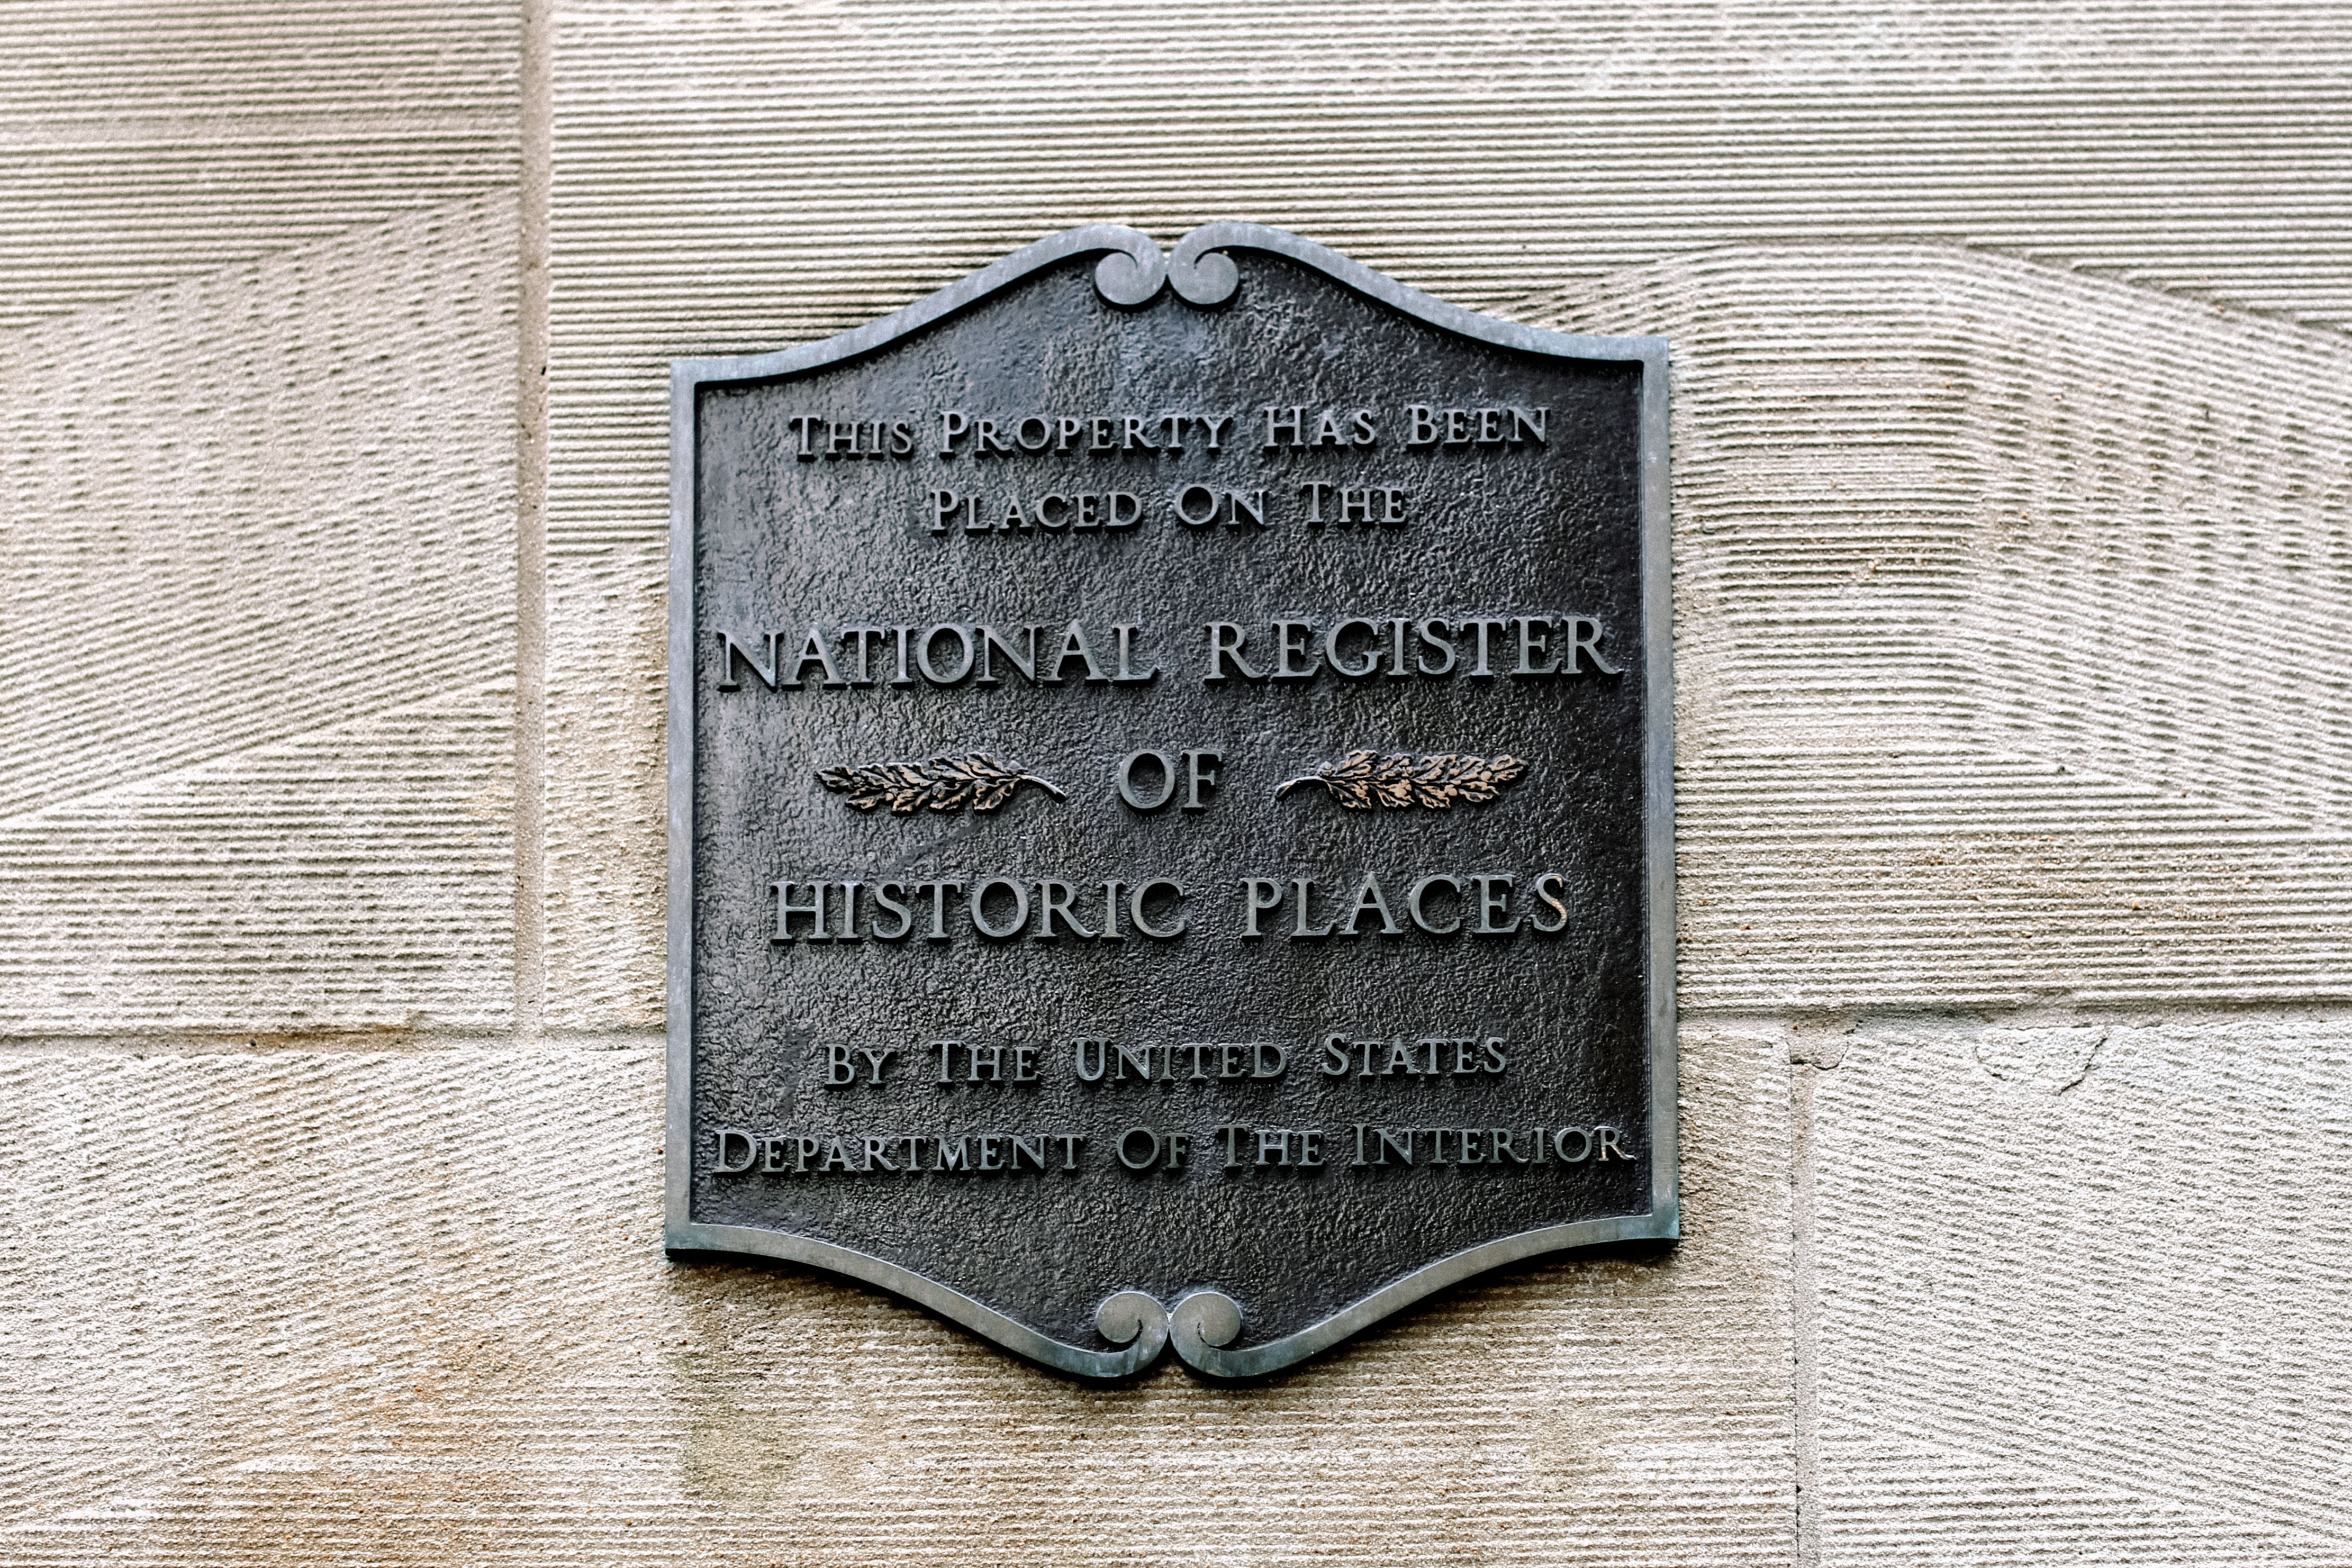 This Property Has Been
Placed On The
NATIONAL REGISTER
OF
HISTORIC PLACES
By The United States
Department Of The Interior